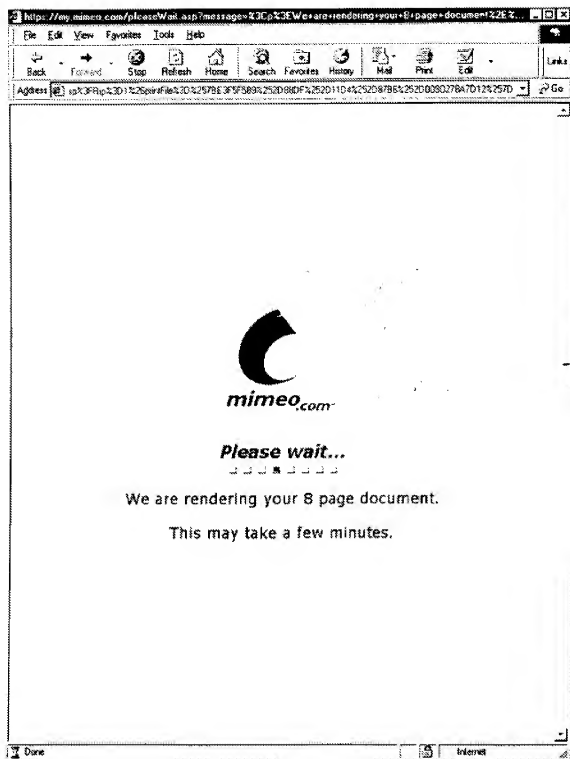 https://my.mimeo.com/pleaseWait.asp?message=%3Cp%3EWe+are+rendering+your+8+page+document%2E%...
File Edit View Favorites Tools Help
Back Forward Stop Refresh Home Search Favorites History Mail Print Edit Links
Address Go
mimeo.com
Please wait...
We are rendering your 8 page document.
This may take a few minutes.
Done Internet